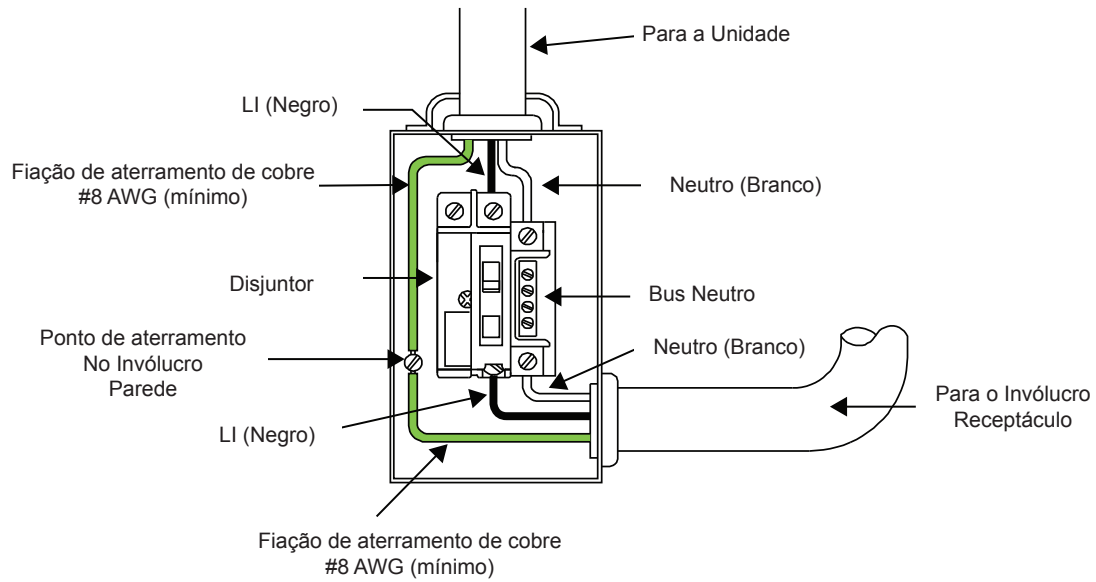 Para a Unidade
LI (Negro)
Fiação de aterramento de cobre
#8 AWG (mínimo)
Neutro (Branco)
Disjuntor
Bus Neutro
Ponto de aterramento
No Invólucro
Parede
Neutro (Branco)
Para o Invólucro
Receptáculo
LI (Negro)
Fiação de aterramento de cobre
#8 AWG (mínimo)